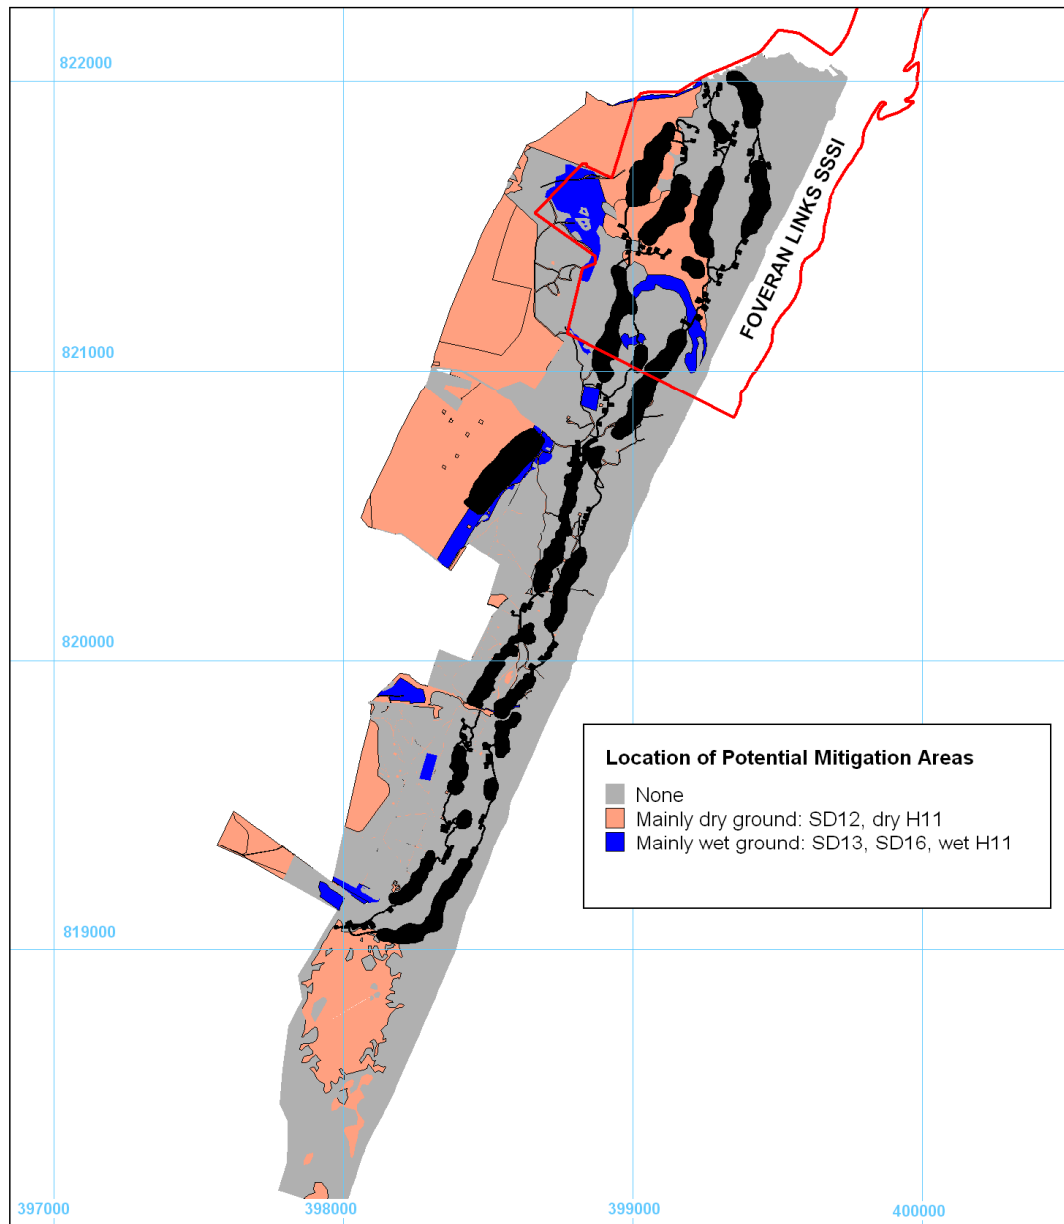 822000
FOVERAN LINKS SSSI
821000
820000
Location of Potential Mitigation Areas
None
Mainly dry ground: SD12, dry H11
Mainly wet ground: SD13, SD16, wet H11
819000
397000
398000
399000
400000